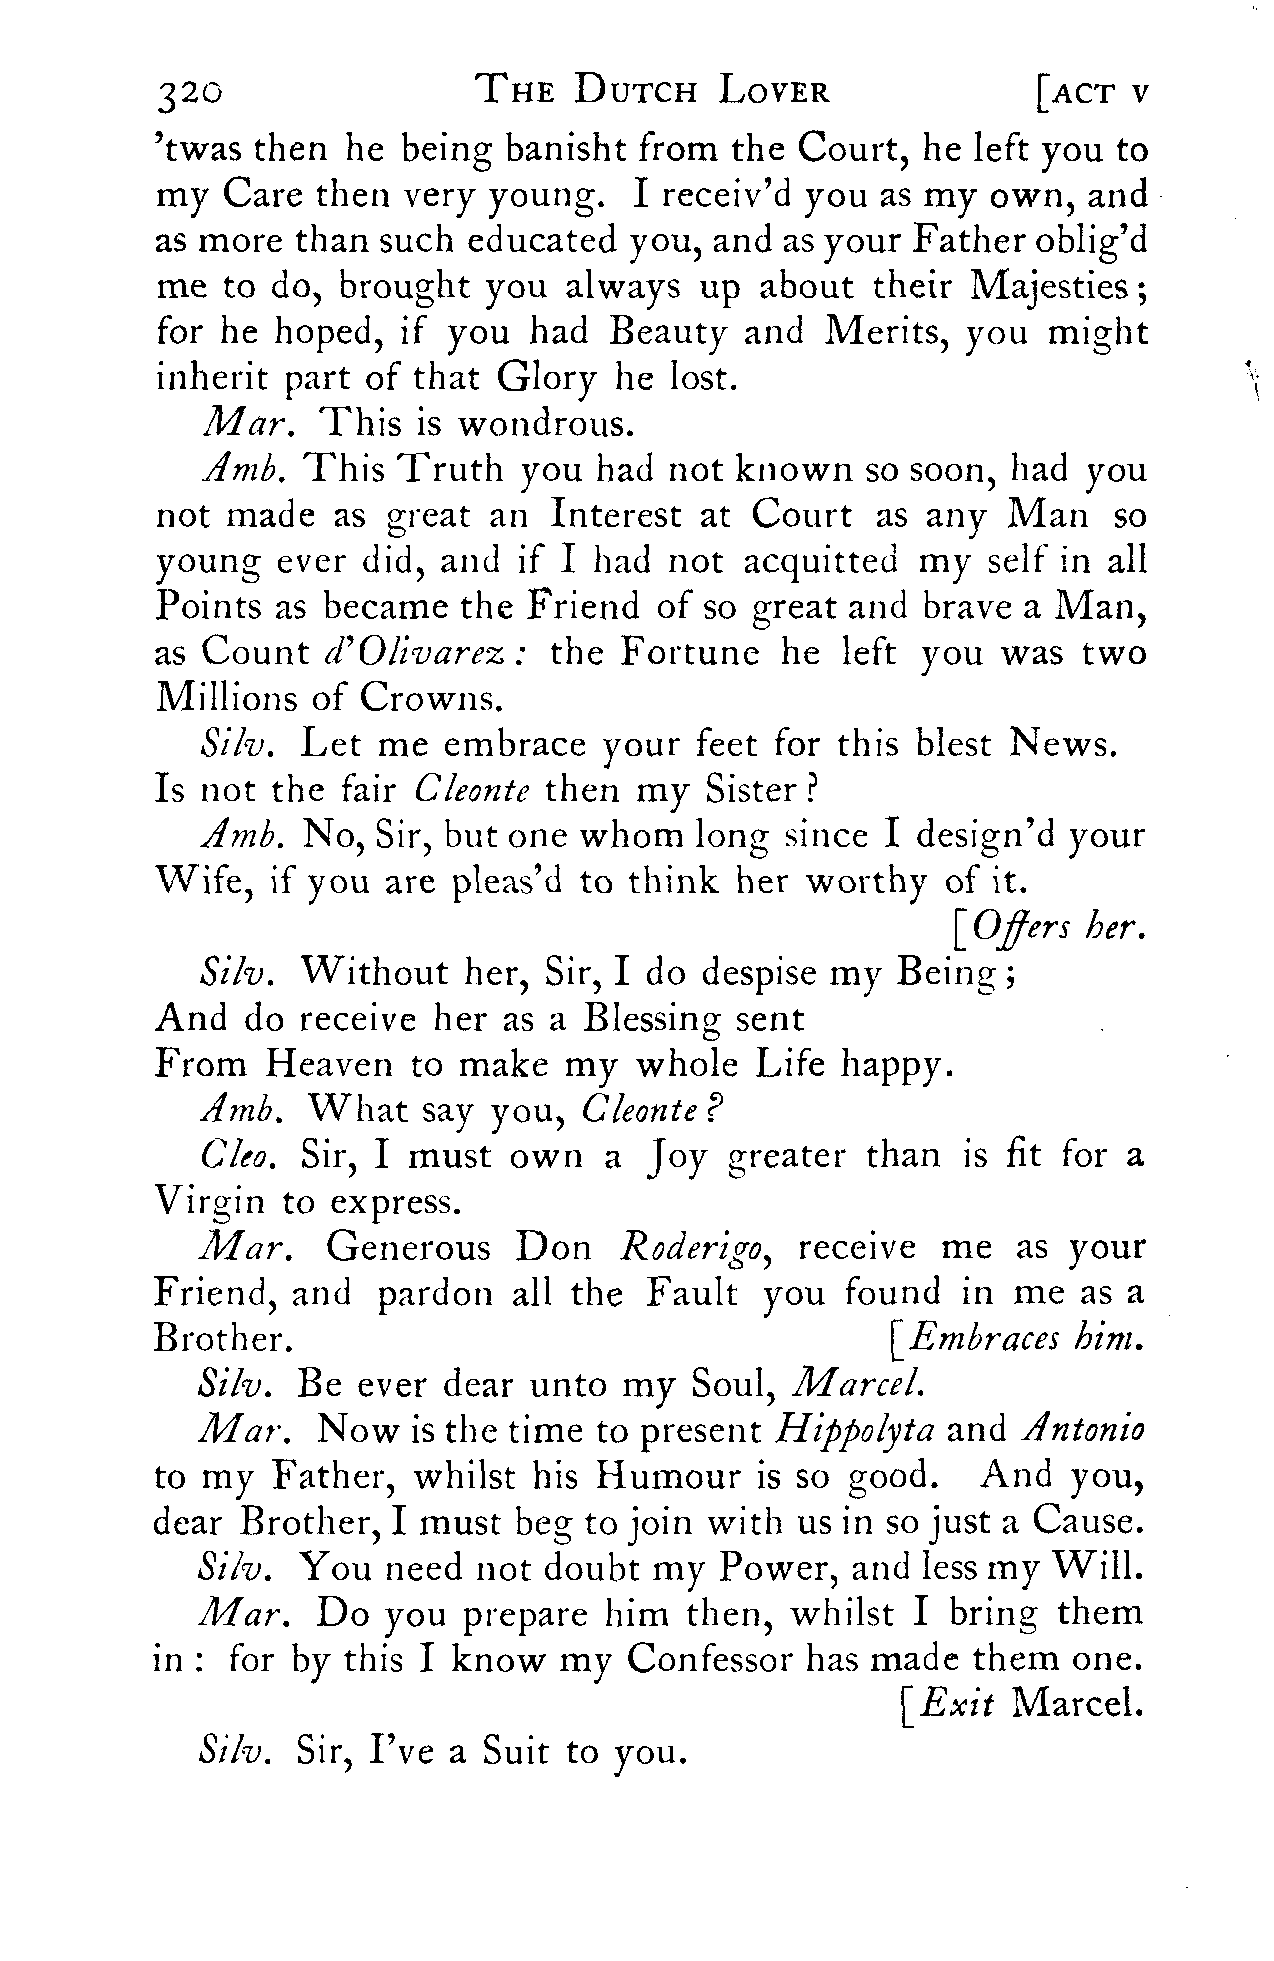 320 THE DUTCH LOVER [ACT V
'twas then he being banisht from the Court, he left you to
my Care then very young. I receiv'd you as my own, and
as more than such educated you, and as your Father oblig'd
me to do, brought you always up about their Majesties;
for he hoped, if you had Beauty and Merits, you might
inherit part of that Glory he lost.
Mar. This is wondrous.
Amb. This Truth you had not known so soon, had you
not made as great an Interest at Court as any Man so
young ever did, and if I had not acquitted my self in all
Points as became the Friend of so great and brave a Man,
as Count d'Olivarez: the Fortune he left you was two
Millions of Crowns.
Silv. Let me embrace your feet for this blest News.
Is not the fair Cleonte then my Sister?
Amb. No, Sir, but one whom long since I design'd your
Wife, if you are pleas'd to think her worthy of it.
[Offers her.
Silv. Without her, Sir, I do despise my Being;
And do receive her as a Blessing sent
From Heaven to make my whole Life happy.
Amb. What say you, Cleonte?
Cleo. Sir, I must own a Joy greater than is fit for a
Virgin to express.
Mar. Generous Don Roderigo, receive me as your
Friend, and pardon all the Fault you found in me as a
Brother. [Embraces him.
Silv. Be ever dear unto my Soul, Marcel.
Mar. Now is the time to present Hippolyta and Antonio
to my Father, whilst his Humour is so good. And you,
dear Brother, I must beg to join with us in so just a Cause.
Silv. You need not doubt my Power, and less my Will.
Mar. Do you prepare him then, whilst I bring them
in: for by this I know my Confessor has made them one.
[Exit Marcel.
Silv. Sir, I've a Suit to you.